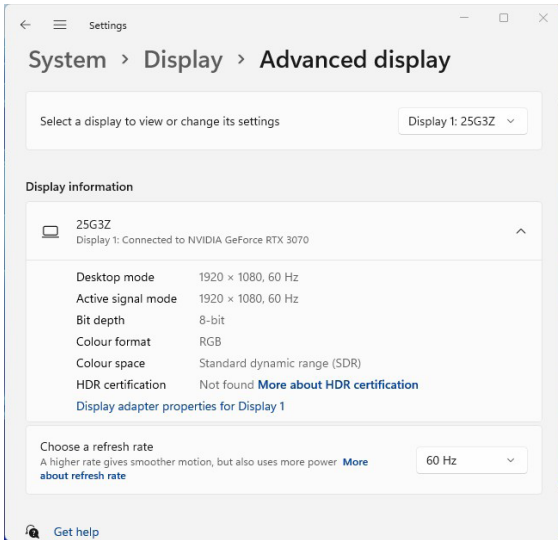 Settings
System > Display > Advanced display
Select a display to view or change its settings
Display 1: 25G3Z
Display information
25G3Z
Display 1: Connected to NVIDIA GeForce RTX 3070
Desktop mode 1920 × 1080, 60 Hz
Active signal mode 1920 × 1080, 60 Hz
Bit depth 8-bit
Colour format RGB
Colour space Standard dynamic range (SDR)
HDR certification Not found More about HDR certification
Display adapter properties for Display 1
Choose a refresh rate
A higher rate gives smoother motion, but also uses more power More
about refresh rate
60 Hz
Get help